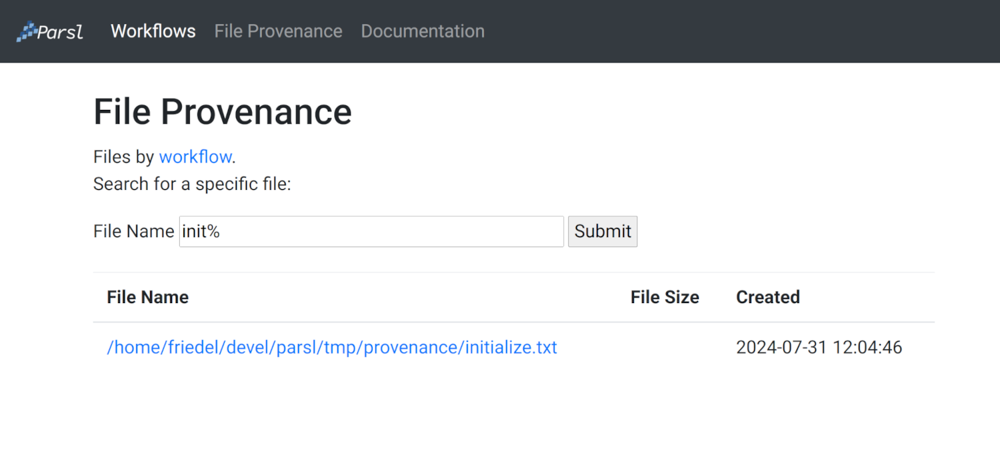 Parsl Workflows File Provenance Documentation
File Provenance
Files by workflow.
Search for a specific file:
File Name init% Submit
File Name File Size Created
/home/friedel/devel/parsl/tmp/provenance/initialize.txt 2024-07-31 12:04:46